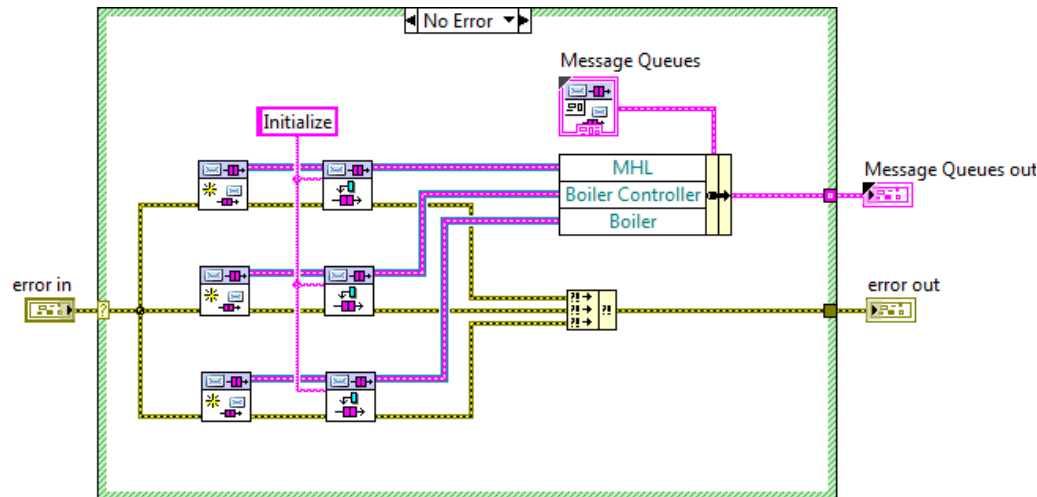 No Error
Message Queues
Initialize
MHL
Message Queues out
Boiler Controller
Boiler
error in
error out
?
?!
?!
?!
?!